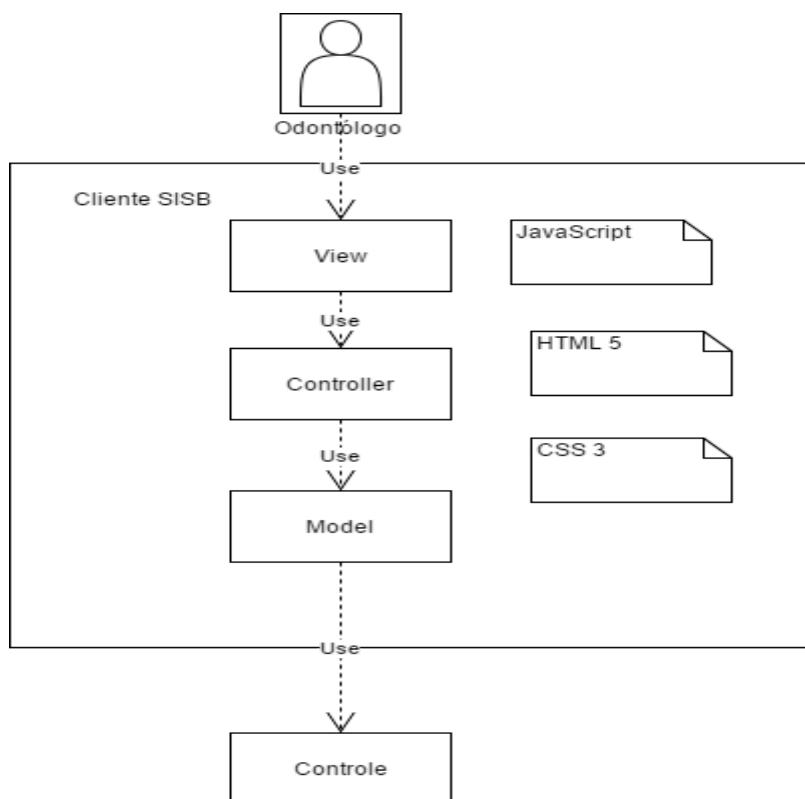 Odontólogo
Use
Cliente SISB
View
JavaScript
Use
HTML 5
Controller
CSS 3
Use
Model
Use
Controle